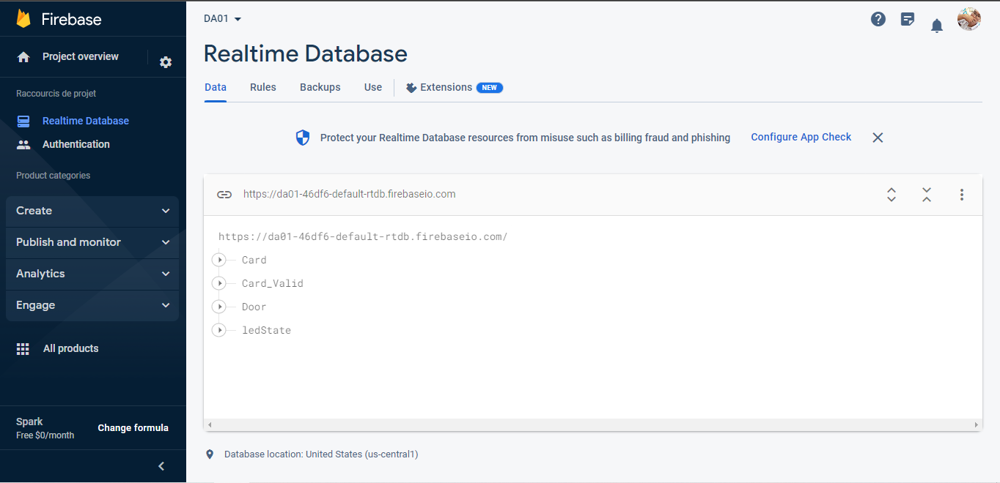 Firebase
Project overview
Raccourcis de projet
Realtime Database
Authentication
Product categories
Create
Publish and monitor
Analytics
Engage
All products
Spark
Free $0/month
Change formula
DA01
Realtime Database
Data Rules Backups Use Extensions NEW
Protect your Realtime Database resources from misuse such as billing fraud and phishing Configure App Check
https://da01-46df6-default-rtdb.firebaseio.com
https://da01-46df6-default-rtdb.firebaseio.com/
Card
Card_Valid
Door
ledState
Database location: United States (us-central1)